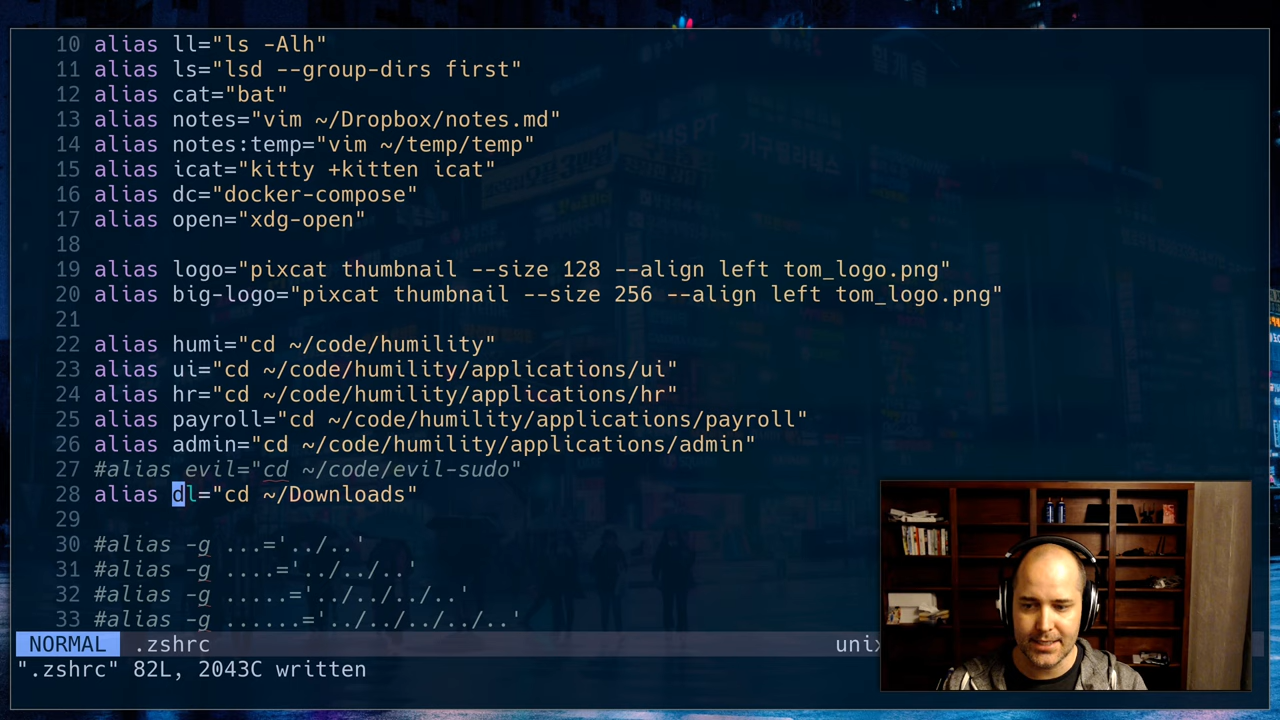 10 alias ll="ls -Alh"
11 alias ls="lsd --group-dirs first"
12 alias cat="bat"
13 alias notes="vim ~/Dropbox/notes.md"
14 alias notes:temp="vim ~/temp/temp"
15 alias icat="kitty +kitten icat"
16 alias dc="docker-compose"
17 alias open="xdg-open"
18
19 alias logo="pixcat thumbnail --size 128 --align left tom_logo.png"
20 alias big-logo="pixcat thumbnail --size 256 --align left tom_logo.png"
21
22 alias humi="cd ~/code/humility"
23 alias ui="cd ~/code/humility/applications/ui"
24 alias hr="cd ~/code/humility/applications/hr"
25 alias payroll="cd ~/code/humility/applications/payroll"
26 alias admin="cd ~/code/humility/applications/admin"
27 #alias evil="cd ~/code/evil-sudo"
28 alias dl="cd ~/Downloads"
29
30 #alias -g ...='../..'
31 #alias -g ....='../../..'
32 #alias -g .....='../../../..'
33 #alias -g ......='../../../../..'
NORMAL .zshrc unix
".zshrc" 82L, 2043C written